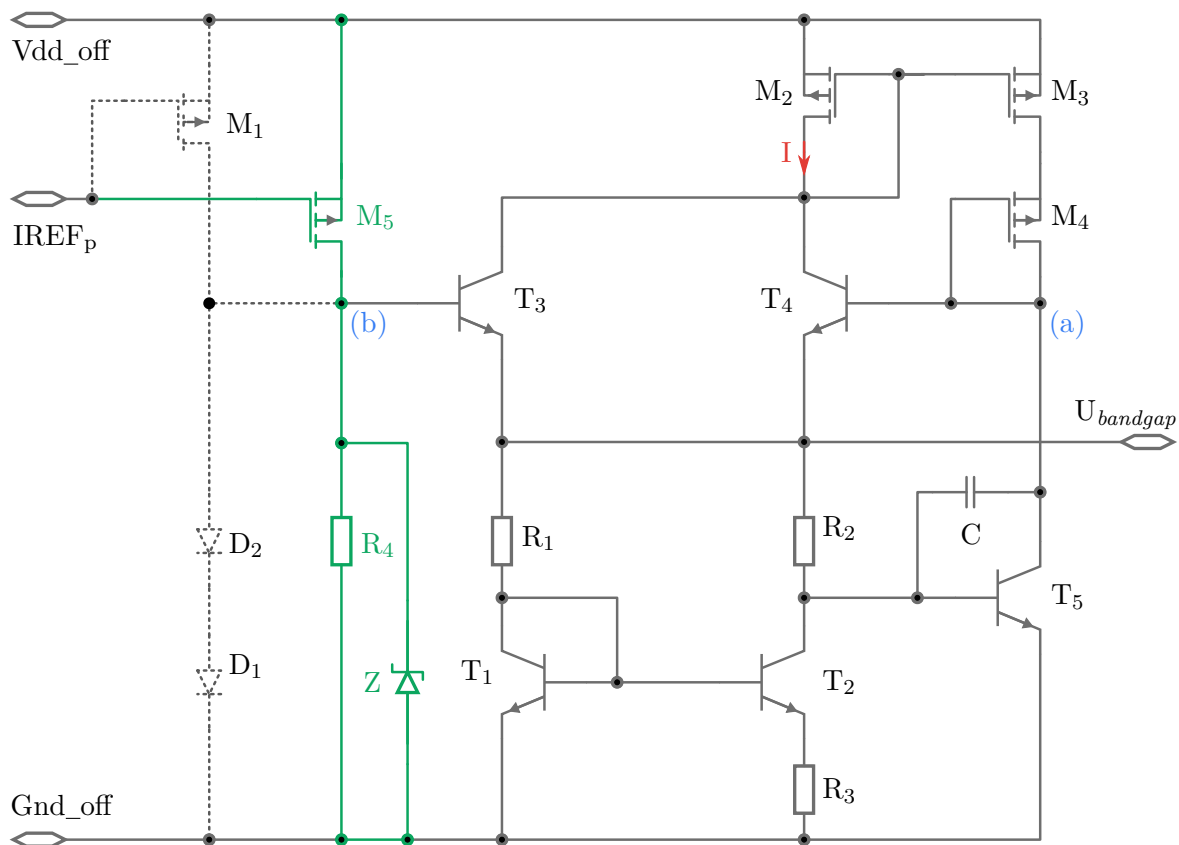 Vdd_off
M2
M3
M1
I
IREFp
M5
M4
T3
T4
(b)
(a)
Ubandgap
R4
R1
R2
C
D2
T5
D1
Z
T1
T2
R3
Gnd_off